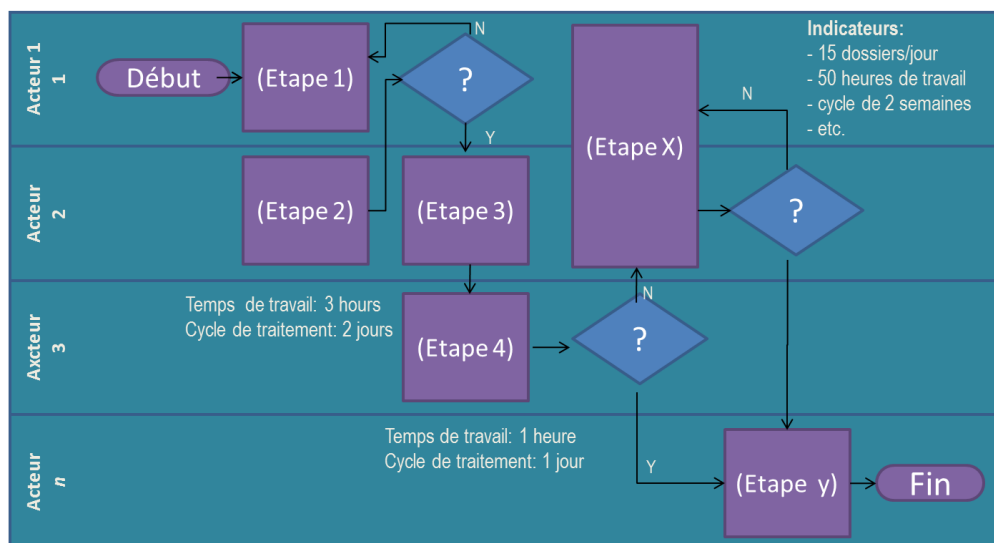 Acteur 1
1
Début
(Etape 1)
N
?
Y
Indicateurs:
- 15 dossiers/jour
- 50 heures de travail
- cycle de 2 semaines
- etc.
N
(Etape X)
Acteur
2
(Etape 2)
(Etape 3)
?
Axcteur
3
Temps de travail: 3 hours
Cycle de traitement: 2 jours
(Etape 4)
N
?
Acteur
n
Temps de travail: 1 heure
Cycle de traitement: 1 jour
Y
(Etape y)
Fin